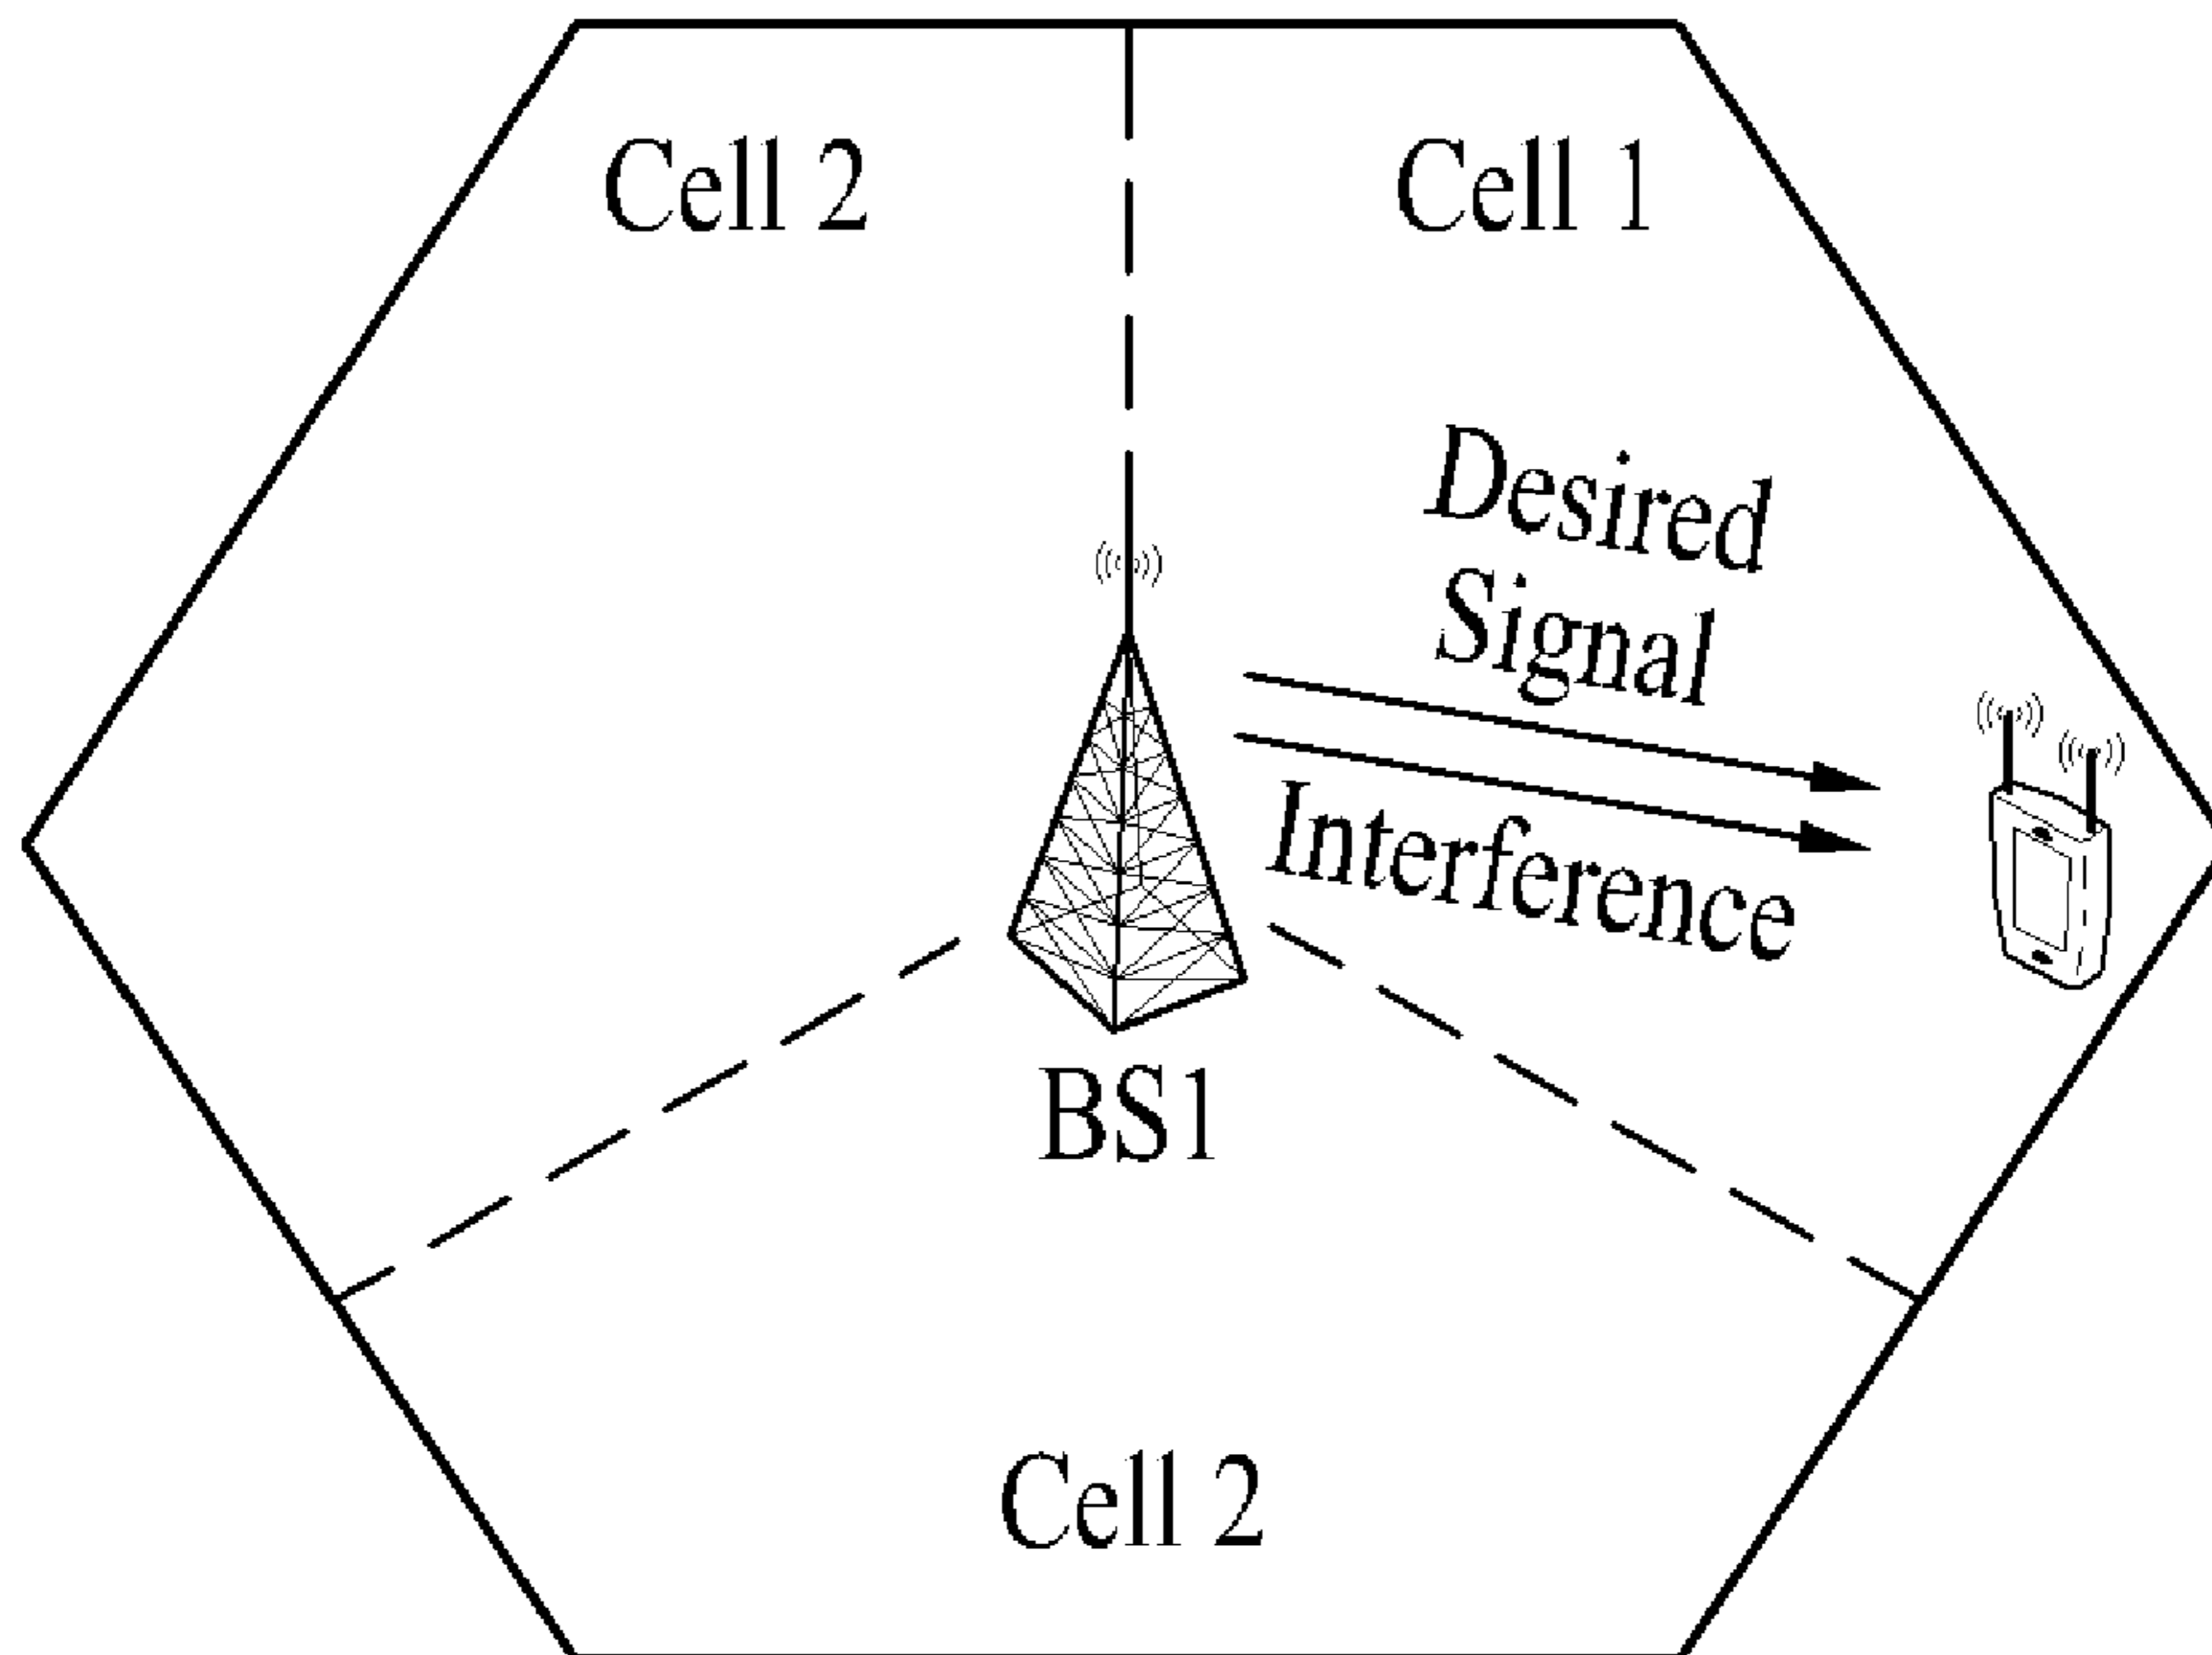 Cell 2
Cell 1
Desired
Signal
Interference
BS1
Cell 2